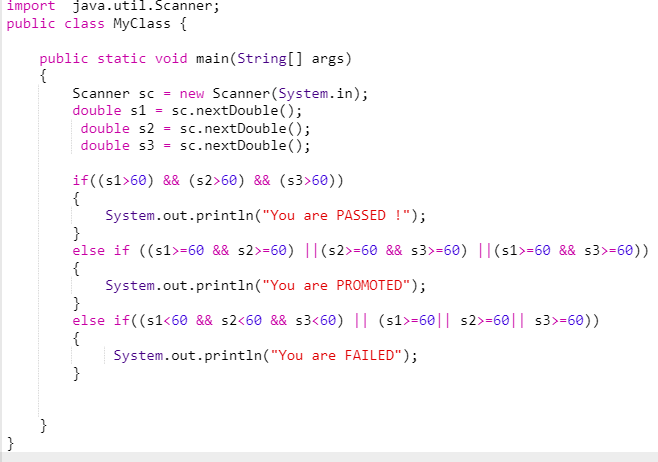 import  java.util.Scanner;
public class MyClass {
public static void main(String[] args)
{
Scanner sc = new Scanner(System.in);
double s1 = sc.nextDouble();
double s2 = sc.nextDouble();
double s3 = sc.nextDouble();
if((s1>60) && (s2>60) && (s3>60))
{
System.out.println("You are PASSED !");
}
else if ((s1>=60 && s2>=60) ||(s2>=60 && s3>=60) ||(s1>=60 && s3>=60))
{
System.out.println("You are PROMOTED");
}
else if((s1<60 && s2<60 && s3<60) || (s1>=60|| s2>=60|| s3>=60))
{
System.out.println("You are FAILED");
}
}
}